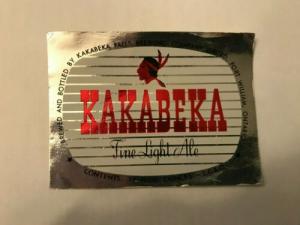 BREWED AND BOTTLED BY KAKABEKA FALLS
FORT WILLIAM, ONTARIO
KAKABEKA
Fine Light Ale
CONTENTS